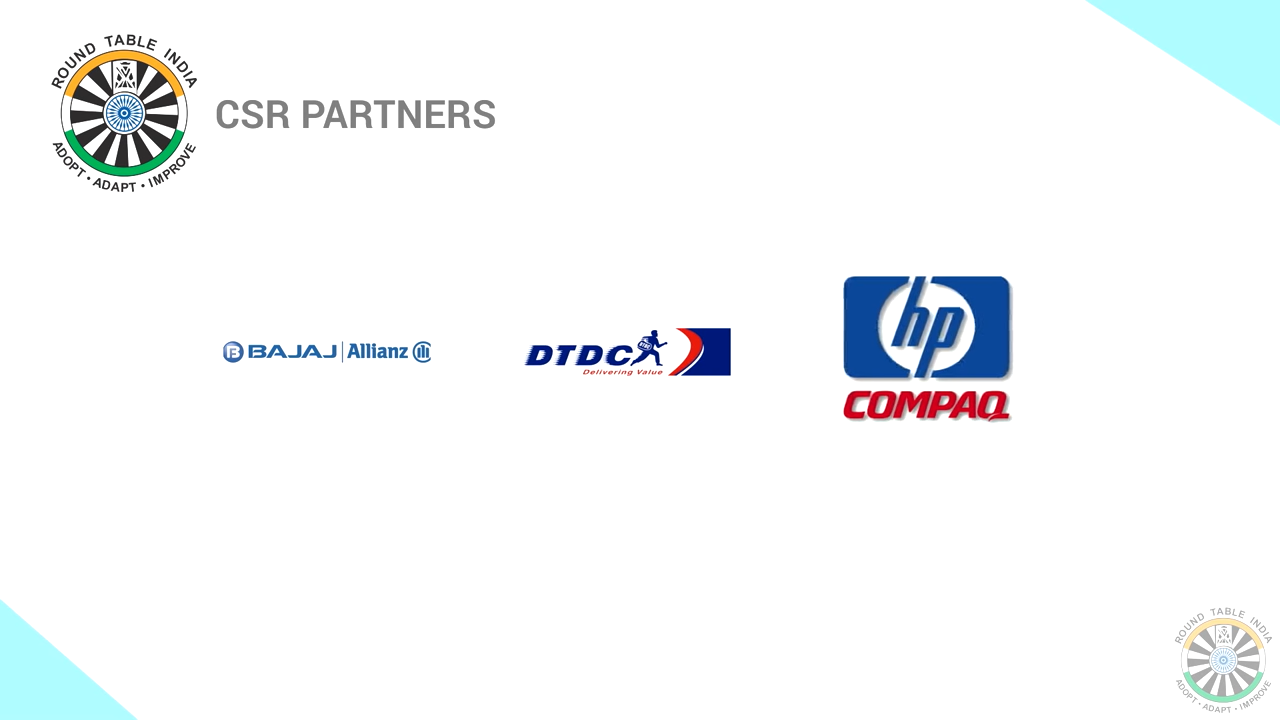 ROUND TABLE INDIA
ADOPT • ADAPT • IMPROVE
CSR PARTNERS
BAJAJ Allianz
DTDC
DTDC
Delivering Value
hp
COMPAQ
ROUND TABLE INDIA
ADOPT • ADAPT • IMPROVE